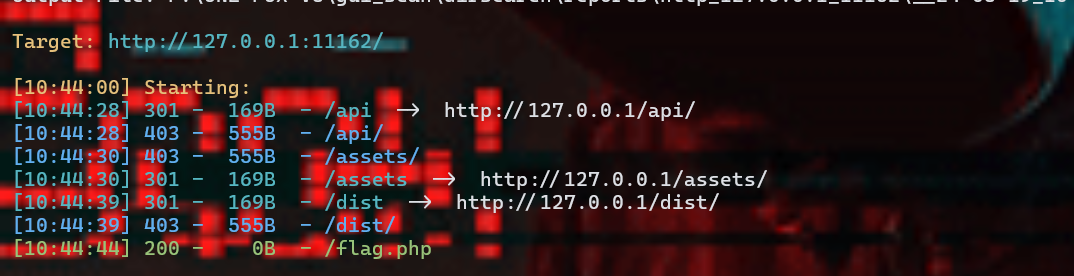 Target: http://127.0.0.1:11162/
[10:44:00] Starting:
[10:44:28] 301 - 169B - /api -> http://127.0.0.1/api/
[10:44:28] 403 - 555B - /api/
[10:44:30] 403 - 555B - /assets/
[10:44:30] 301 - 169B - /assets -> http://127.0.0.1/assets/
[10:44:39] 301 - 169B - /dist -> http://127.0.0.1/dist/
[10:44:39] 403 - 555B - /dist/
[10:44:44] 200 - 0B - /flag.php